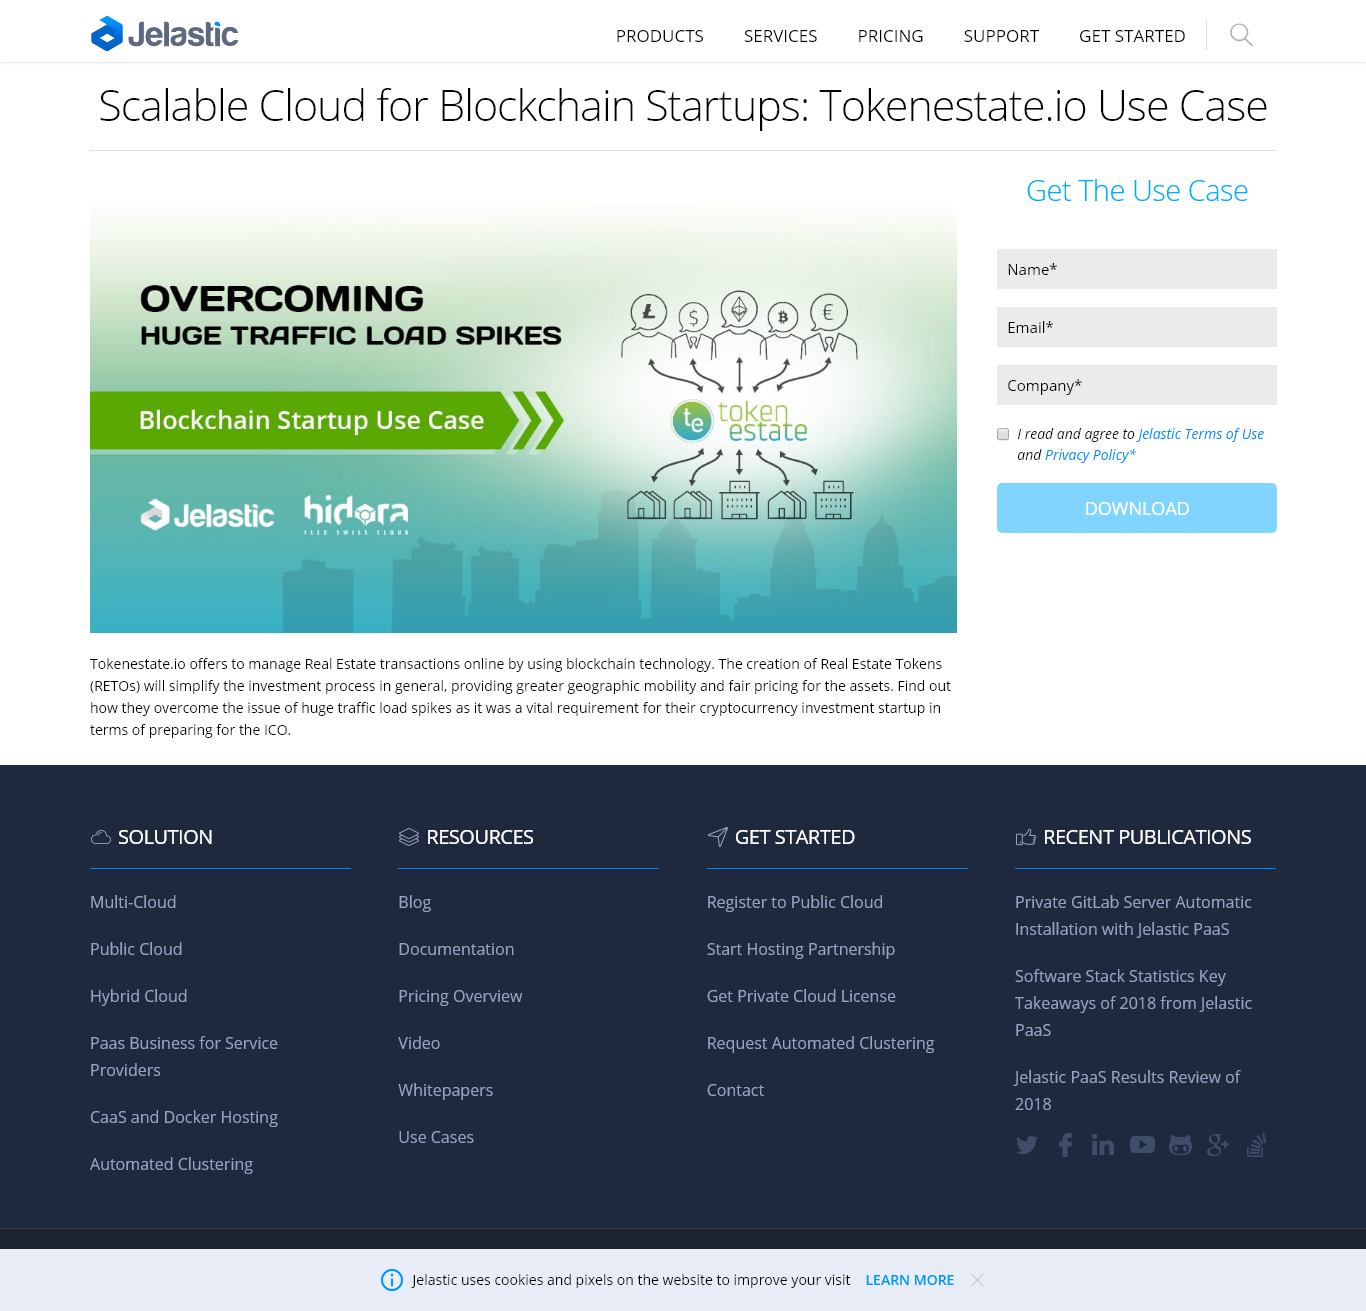 Jelastic
PRODUCTS SERVICES PRICING SUPPORT GET STARTED
Scalable Cloud for Blockchain Startups: Tokenestate.io Use Case
OVERCOMING
HUGE TRAFFIC LOAD SPIKES
Blockchain Startup Use Case
te token
estate
Jelastic hidora
FLEX SWISS CLOUD
Get The Use Case
Name*
Email*
Company*
I read and agree to Jelastic Terms of Use
and Privacy Policy*
DOWNLOAD
Tokenestate.io offers to manage Real Estate transactions online by using blockchain technology. The creation of Real Estate Tokens
(RETOs) will simplify the investment process in general, providing greater geographic mobility and fair pricing for the assets. Find out
how they overcome the issue of huge traffic load spikes as it was a vital requirement for their cryptocurrency investment startup in
terms of preparing for the ICO.
SOLUTION
Multi-Cloud
Public Cloud
Hybrid Cloud
Paas Business for Service
Providers
CaaS and Docker Hosting
Automated Clustering
RESOURCES
Blog
Documentation
Pricing Overview
Video
Whitepapers
Use Cases
GET STARTED
Register to Public Cloud
Start Hosting Partnership
Get Private Cloud License
Request Automated Clustering
Contact
RECENT PUBLICATIONS
Private GitLab Server Automatic
Installation with Jelastic PaaS
Software Stack Statistics Key
Takeaways of 2018 from Jelastic
PaaS
Jelastic PaaS Results Review of
2018
Jelastic uses cookies and pixels on the website to improve your visit LEARN MORE